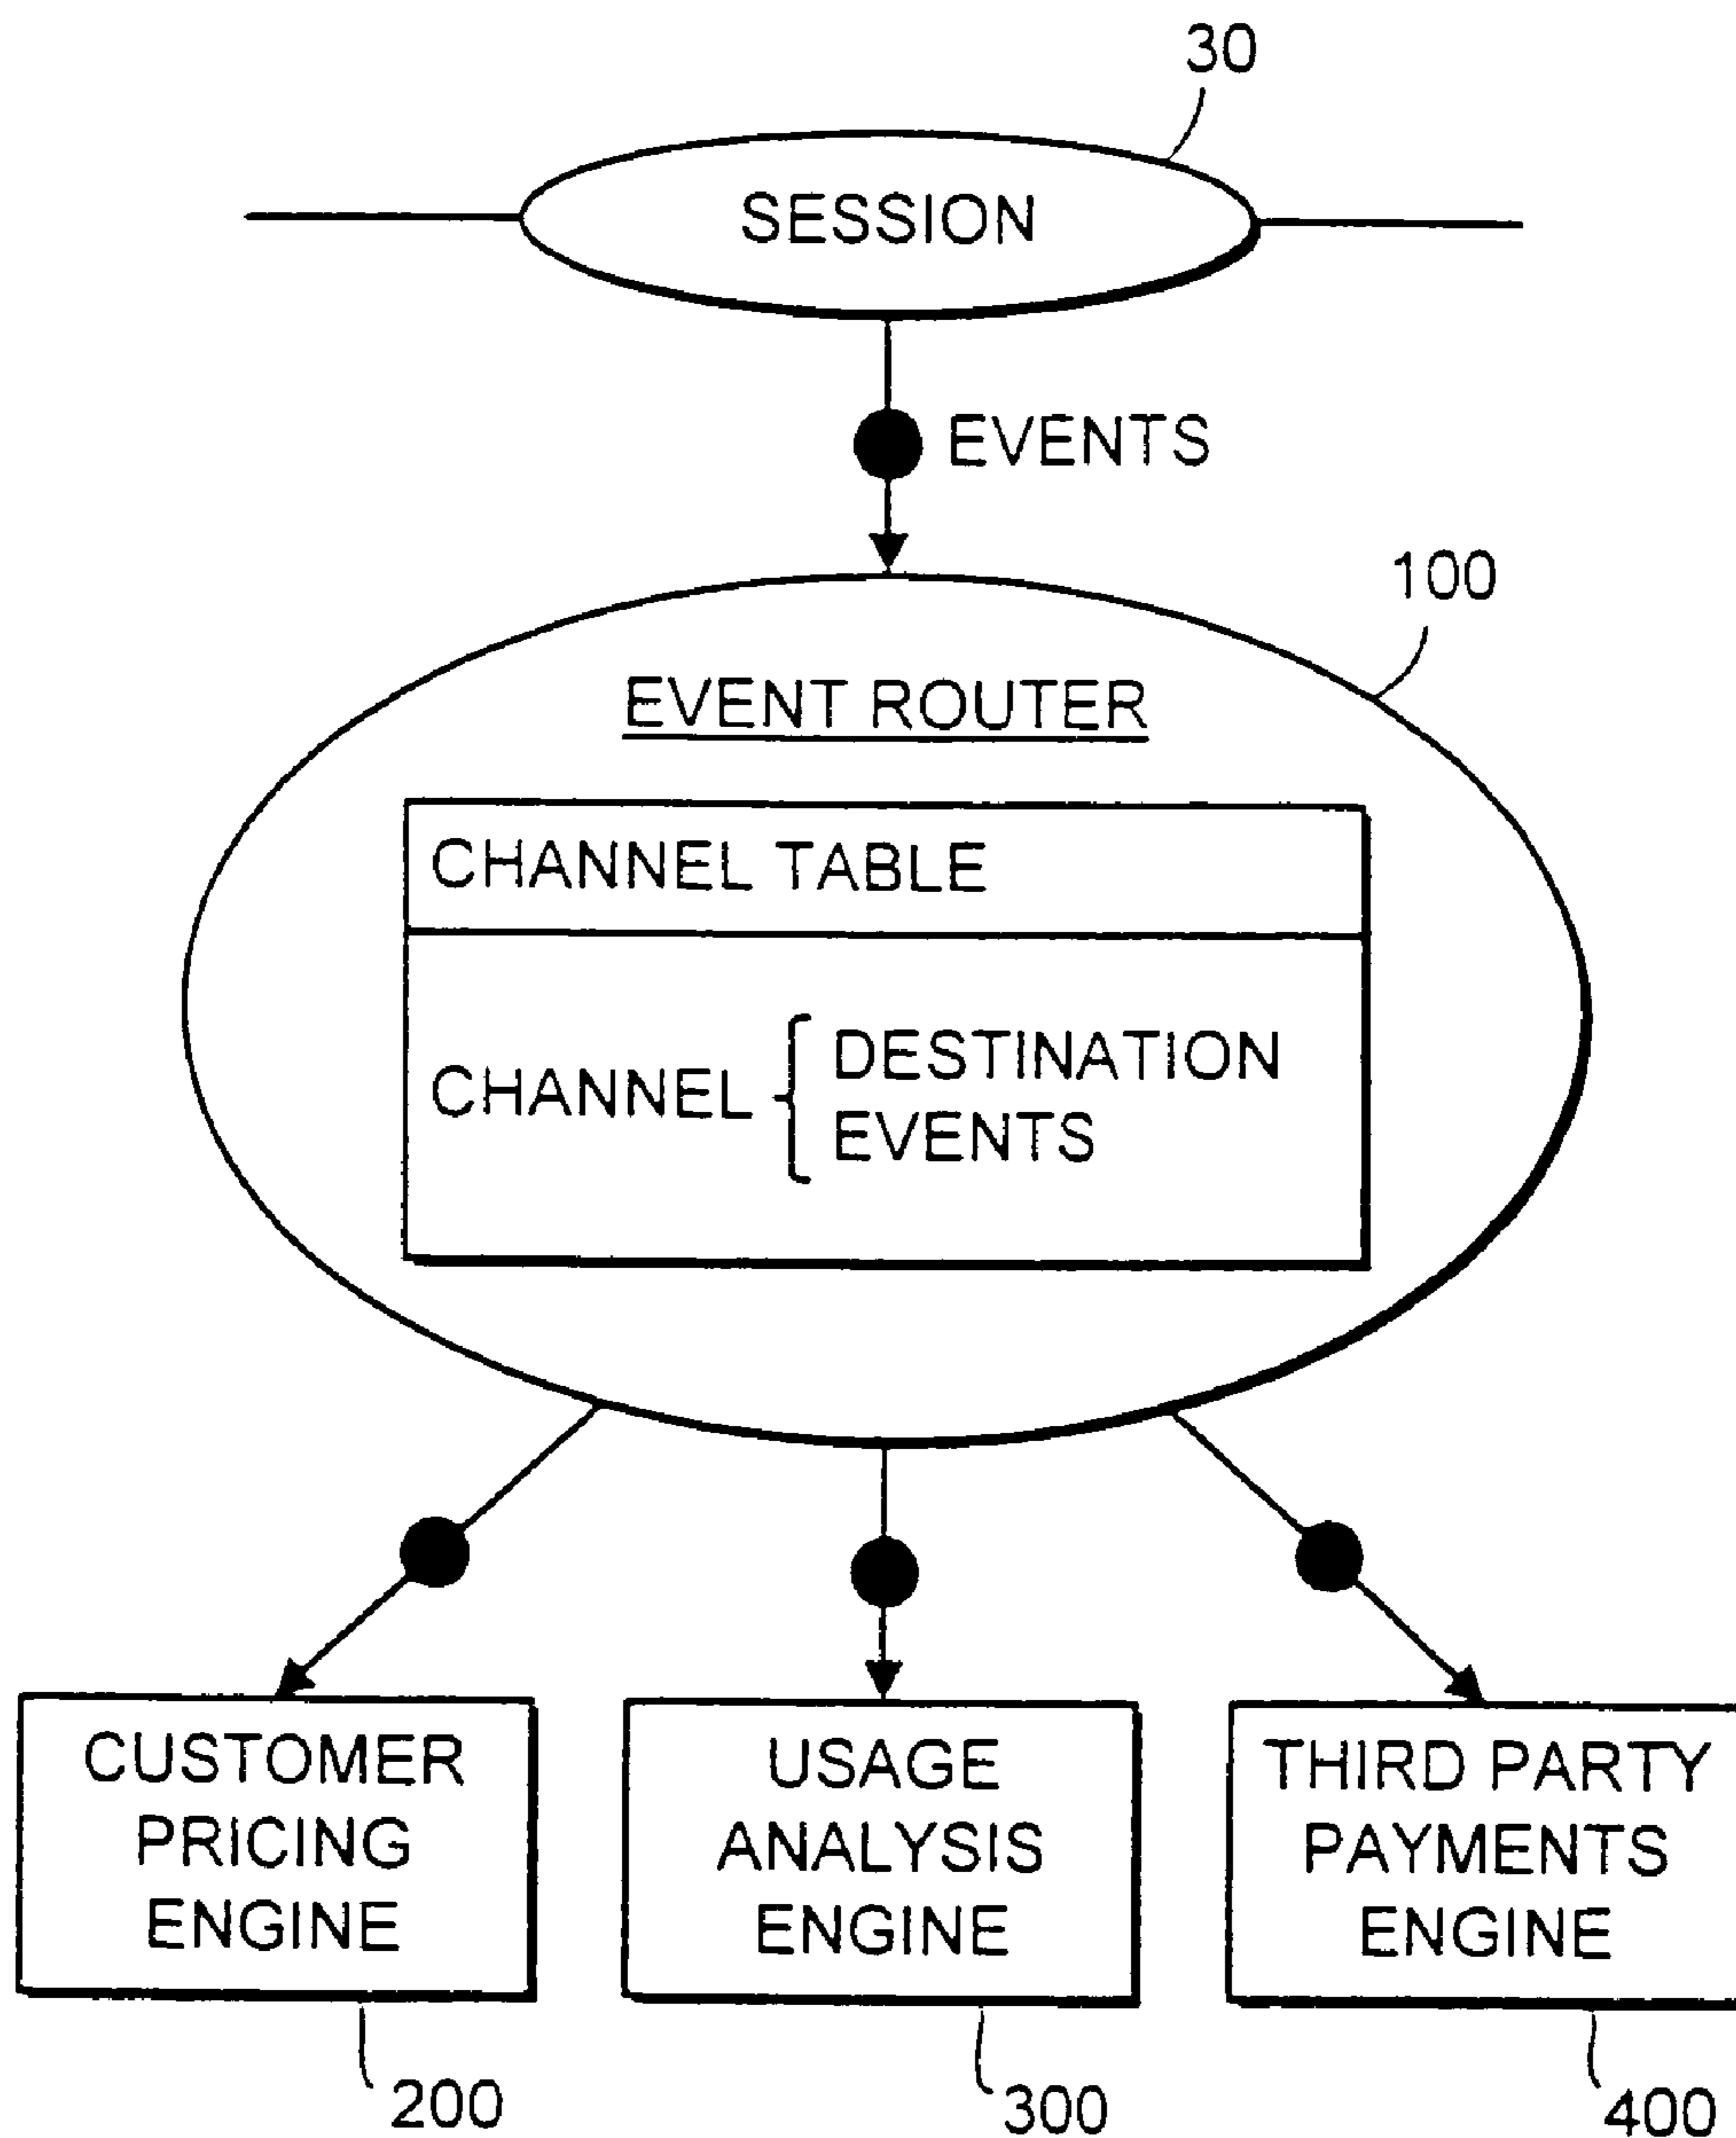 30
SESSION
EVENTS
100
EVENT ROUTER
CHANNEL TABLE
CHANNEL { DESTINATION
EVENTS
CUSTOMER
PRICING
ENGINE
USAGE
ANALYSIS
ENGINE
THIRD PARTY
PAYMENTS
ENGINE
200
300
400